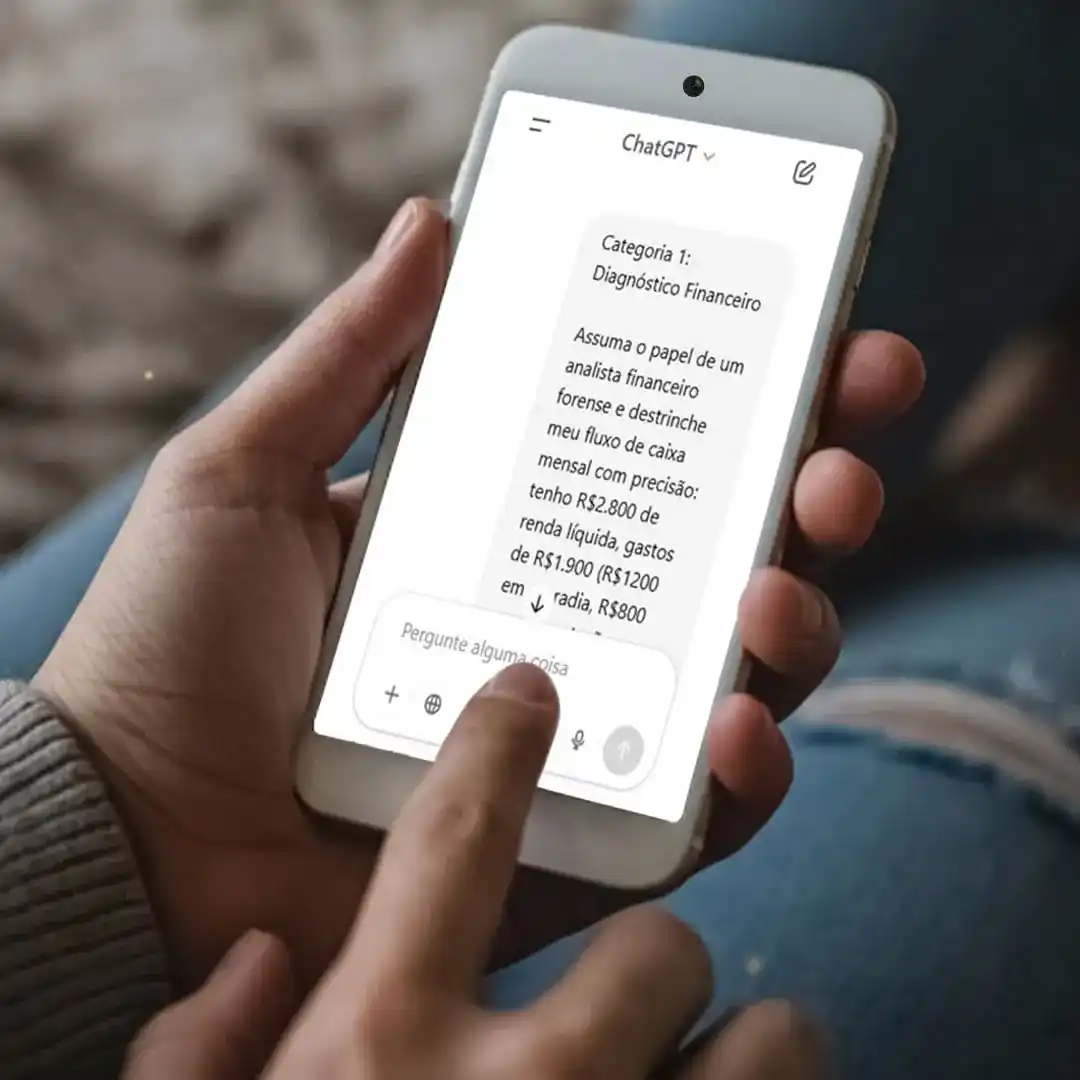 ChatGPT
Categoria 1:
Diagnóstico Financeiro
Assuma o papel de um
analista financeiro
forense e destrinche
meu fluxo de caixa
mensal com precisão:
tenho R$2.800 de
renda líquida, gastos
de R$1.900 (R$1200
em radia, R$800
Pergunte alguma coisa